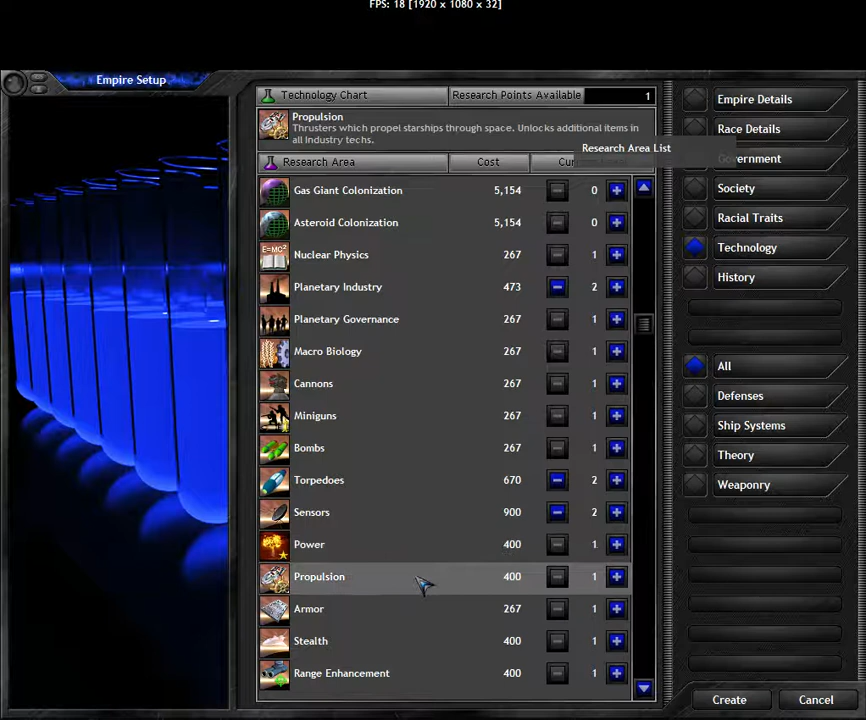 FPS: 18 [1920 x 1080 x 32]
Empire Setup
Technology Chart
Research Points Available
1
Propulsion
Thrusters which propel starships through space. Unlocks additional items in
all Industry techs.
Research Area List
Research Area
Cost
Gas Giant Colonization 5,154 0
Asteroid Colonization 5,154 0
E=MC²
Nuclear Physics 267 1
Planetary Industry 473 2
Planetary Governance 267 1
Macro Biology 267 1
Cannons 267 1
Miniguns 267 1
Bombs 267 1
Torpedoes 670 2
Sensors 900 2
Power 400 1
Propulsion 400 1
Armor 267 1
Stealth 400 1
Range Enhancement 400 1
Empire Details
Race Details
Government
Society
Racial Traits
Technology
History
All
Defenses
Ship Systems
Theory
Weaponry
Create
Cancel